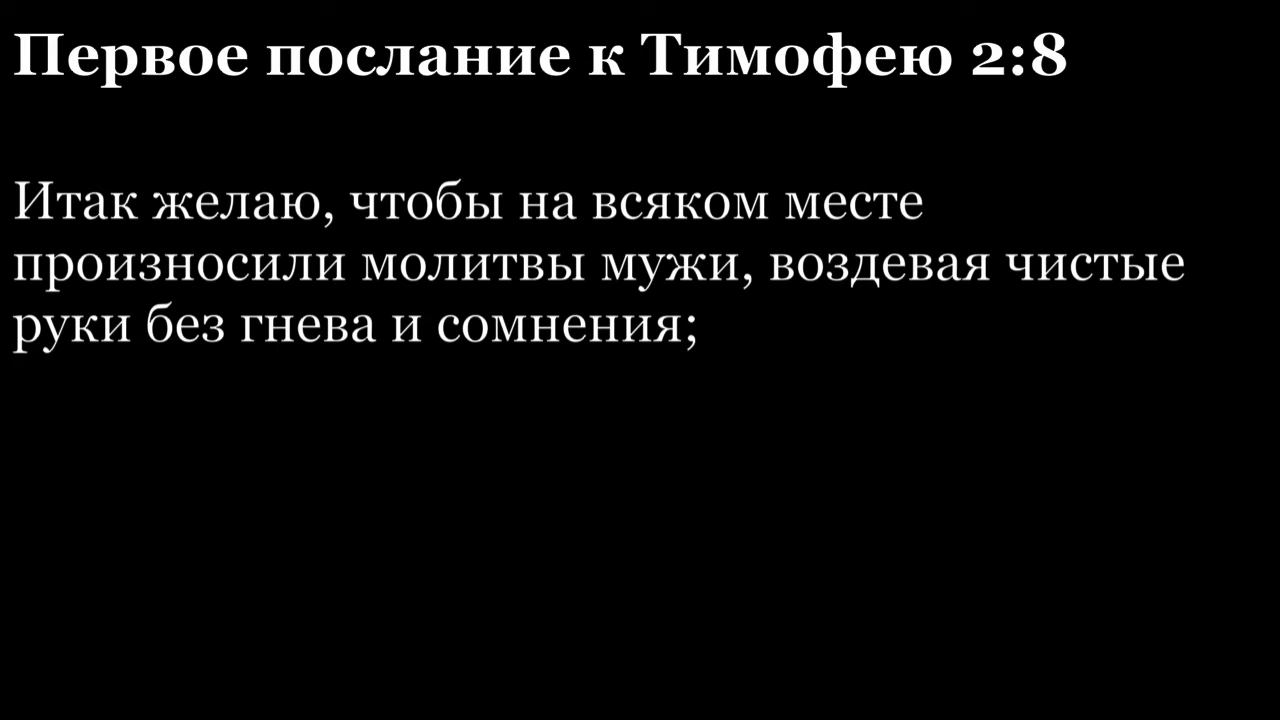 Первое послание к Тимофею 2:8
Итак желаю, чтобы на всяком месте
произносили молитвы мужи, воздевая чистые
руки без гнева и сомнения;